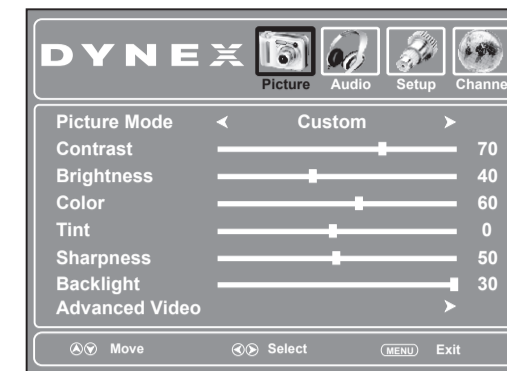 DYNEX
Picture Audio Setup Channe
Picture Mode Custom
Contrast 70
Brightness 40
Color 60
Tint 0
Sharpness 50
Backlight 30
Advanced Video
Move Select MENU Exit